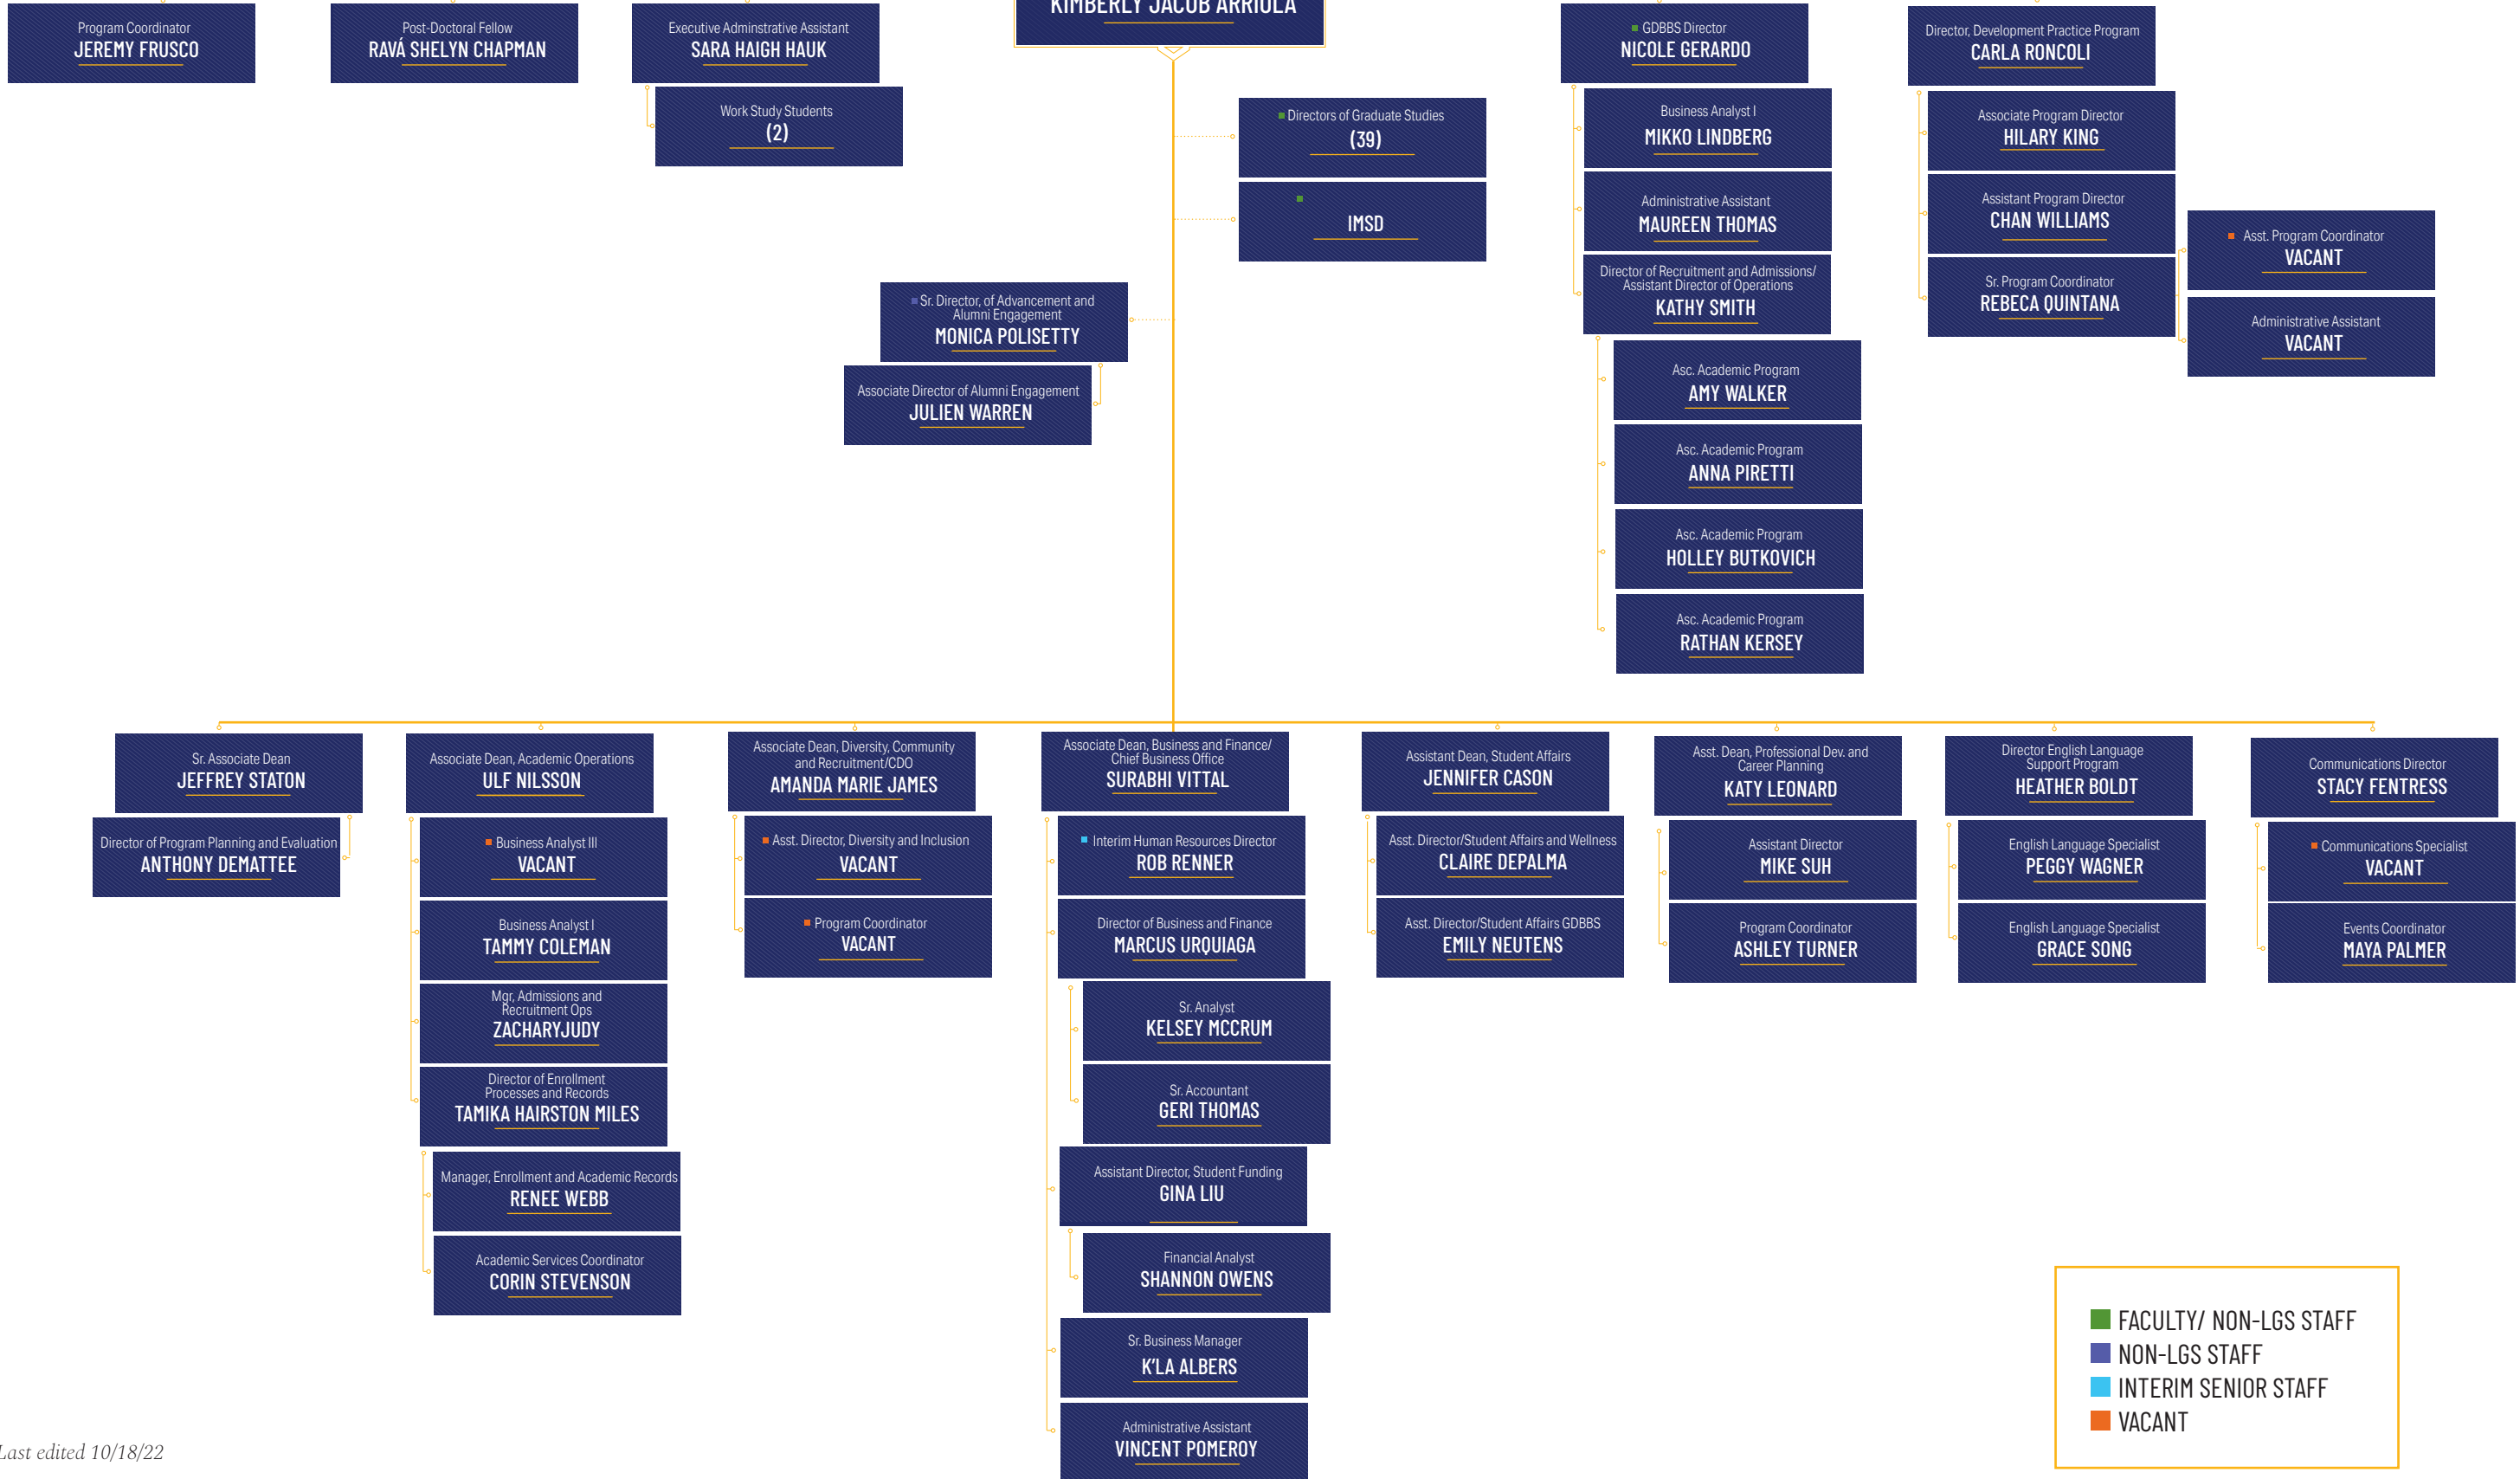 KIMBERLY JACOB ARRIOLA
Program Coordinator
JEREMY FRUSCO
Post-Doctoral Fellow
RAVÁ SHELYN CHAPMAN
Executive Adminstrative Assistant
SARA HAIGH HAUK
Work Study Students
(2)
Directors of Graduate Studies
(39)
IMSD
Sr. Director, of Advancement and
Alumni Engagement
MONICA POLISETTY
Associate Director of Alumni Engagement
JULIEN WARREN
GDBBS Director
NICOLE GERARDO
Business Analyst I
MIKKO LINDBERG
Administrative Assistant
MAUREEN THOMAS
Director of Recruitment and Admissions/
Assistant Director of Operations
KATHY SMITH
Asc. Academic Program
AMY WALKER
Asc. Academic Program
ANNA PIRETTI
Asc. Academic Program
HOLLEY BUTKOVICH
Asc. Academic Program
RATHAN KERSEY
Director, Development Practice Program
CARLA RONCOLI
Associate Program Director
HILARY KING
Assistant Program Director
CHAN WILLIAMS
Sr. Program Coordinator
REBECA QUINTANA
Asst. Program Coordinator
VACANT
Administrative Assistant
VACANT
Sr. Associate Dean
JEFFREY STATON
Director of Program Planning and Evaluation
ANTHONY DEMATTEE
Associate Dean, Academic Operations
ULF NILSSON
Business Analyst III
VACANT
Business Analyst I
TAMMY COLEMAN
Mgr, Admissions and
Recruitment Ops
ZACHARYJUDY
Director of Enrollment
Processes and Records
TAMIKA HAIRSTON MILES
Manager, Enrollment and Academic Records
RENEE WEBB
Academic Services Coordinator
CORIN STEVENSON
Associate Dean, Diversity, Community
and Recruitment/CDO
AMANDA MARIE JAMES
Asst. Director, Diversity and Inclusion
VACANT
Program Coordinator
VACANT
Associate Dean, Business and Finance/
Chief Business Office
SURABHI VITTAL
Interim Human Resources Director
ROB RENNER
Director of Business and Finance
MARCUS URQUIAGA
Sr. Analyst
KELSEY MCCRUM
Sr. Accountant
GERI THOMAS
Assistant Director, Student Funding
GINA LIU
Financial Analyst
SHANNON OWENS
Sr. Business Manager
K'LA ALBERS
Administrative Assistant
VINCENT POMEROY
Assistant Dean, Student Affairs
JENNIFER CASON
Asst. Director/Student Affairs and Wellness
CLAIRE DEPALMA
Asst. Director/Student Affairs GDBBS
EMILY NEUTENS
Asst. Dean, Professional Dev. and
Career Planning
KATY LEONARD
Assistant Director
MIKE SUH
Program Coordinator
ASHLEY TURNER
Director English Language
Support Program
HEATHER BOLDT
English Language Specialist
PEGGY WAGNER
English Language Specialist
GRACE SONG
Communications Director
STACY FENTRESS
Communications Specialist
VACANT
Events Coordinator
MAYA PALMER
FACULTY/ NON-LGS STAFF
NON-LGS STAFF
INTERIM SENIOR STAFF
VACANT
Last edited 10/18/22